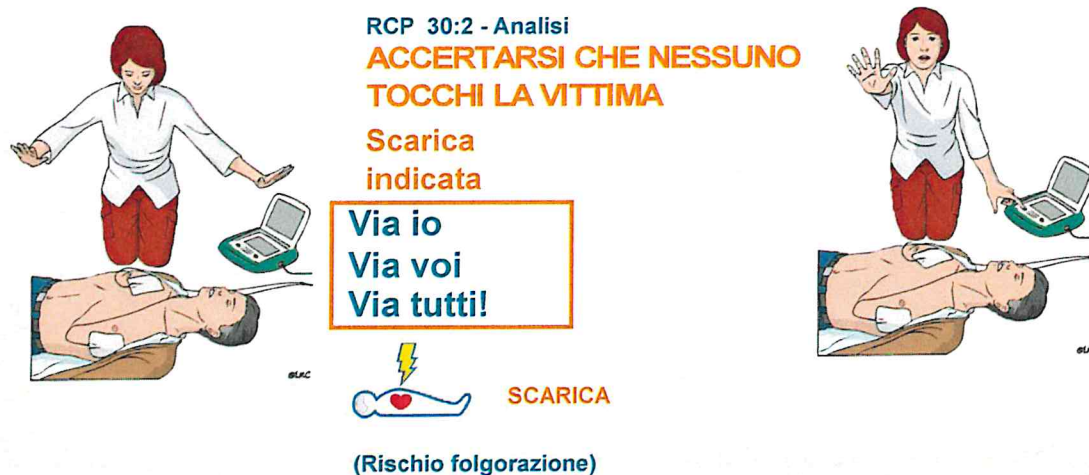 RCP 30:2 - Analisi
ACCERTARSI CHE NESSUNO
TOCCHI LA VITTIMA
Scarica
indicata
Via io
Via voi
Via tutti!
SCARICA
(Rischio folgorazione)